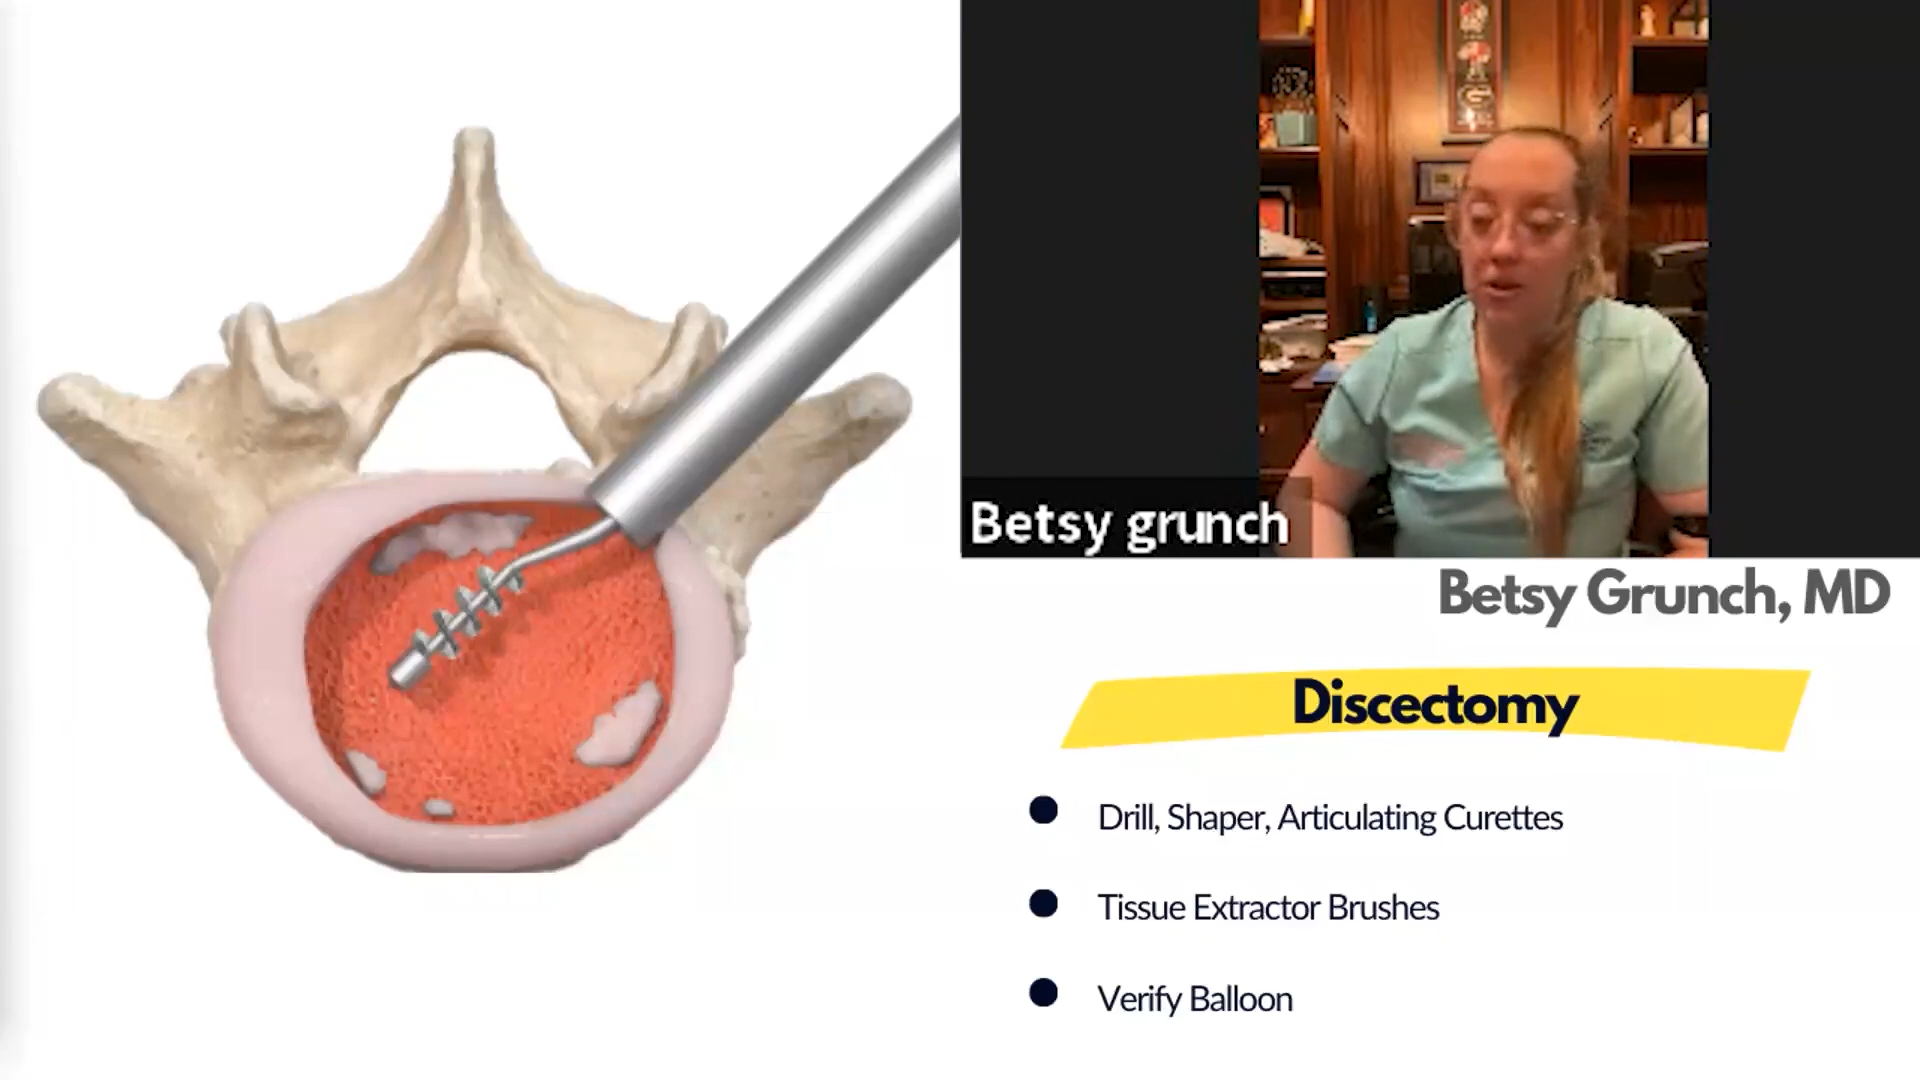 Betsy grunch
Betsy Grunch, MD
Discectomy
Drill, Shaper, Articulating Curettes
Tissue Extractor Brushes
Verify Balloon